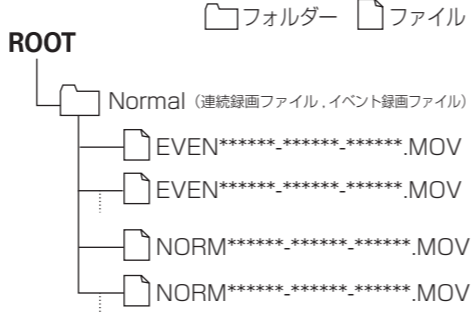 フォルダー ファイル
ROOT
Normal（連続録画ファイル，イベント録画ファイル）
EVEN******-******-******.MOV
EVEN******-******-******.MOV
NORM******-******-******.MOV
NORM******-******-******.MOV